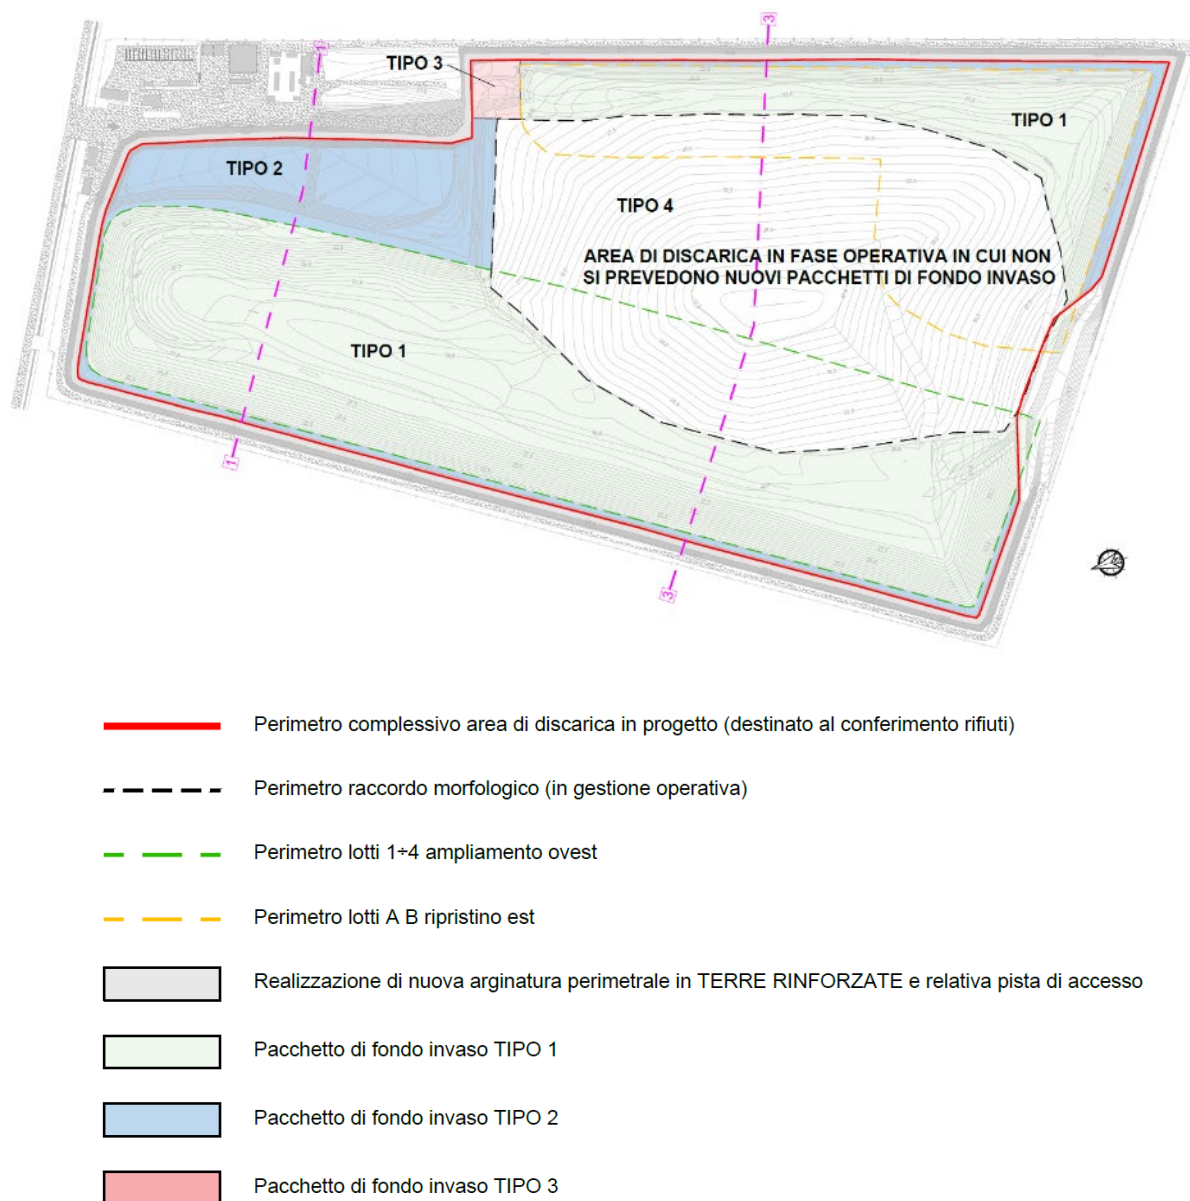 1
3
TIPO 3
TIPO 1
TIPO 2
TIPO 4
AREA DI DISCARICA IN FASE OPERATIVA IN CUI NON
SI PREVEDONO NUOVI PACCHETTI DI FONDO INVASO
TIPO 1
1
3
Perimetro complessivo area di discarica in progetto (destinato al conferimento rifiuti)
Perimetro raccordo morfologico (in gestione operativa)
Perimetro lotti 1÷4 ampliamento ovest
Perimetro lotti A B ripristino est
Realizzazione di nuova arginatura perimetrale in TERRE RINFORZATE e relativa pista di accesso
Pacchetto di fondo invaso TIPO 1
Pacchetto di fondo invaso TIPO 2
Pacchetto di fondo invaso TIPO 3